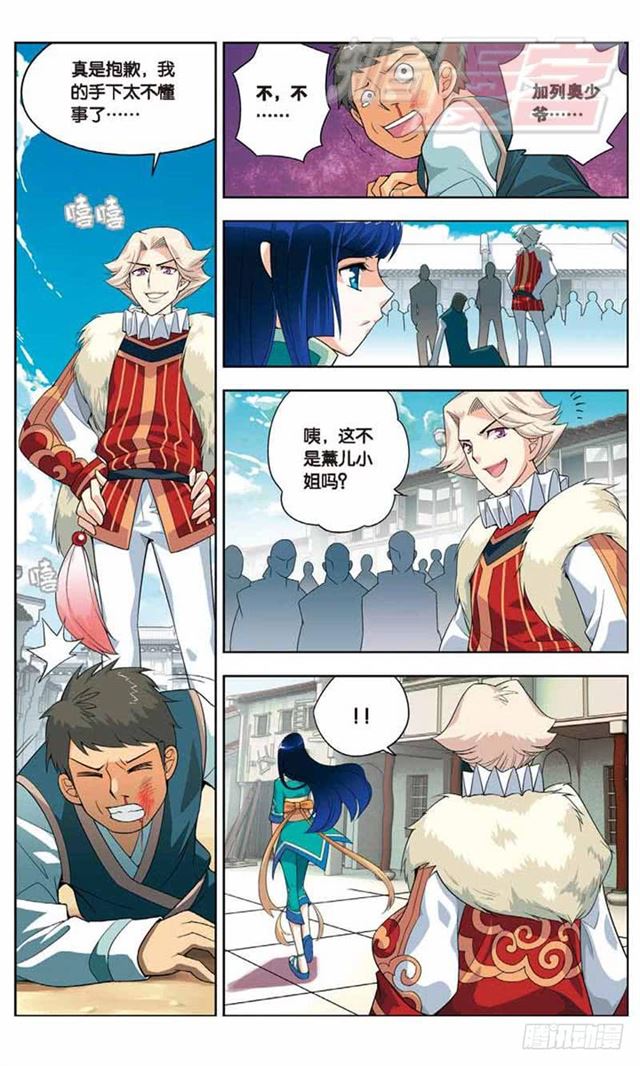 真是抱歉，我
的手下太不懂
事了……
嘻嘻
嘻
不，不
……
加列奥少
爷……
咦，这不
是薰儿小
姐吗？
！！
腾讯动漫